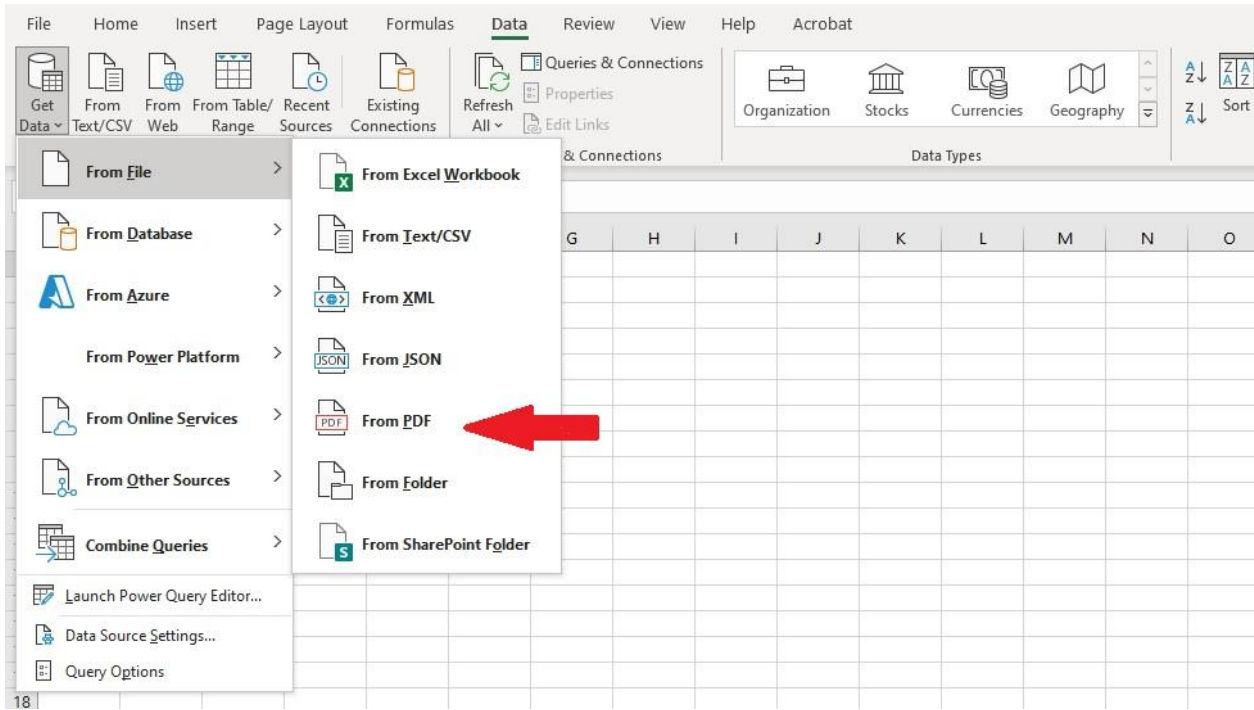 File Home Insert Page Layout Formulas Data Review View Help Acrobat
Get Data
From Text/CSV
From Web
From Table/ Range
Recent Sources
Existing Connections
Refresh All
Queries & Connections
Properties
Edit Links
& Connections
Organization
Stocks
Currencies
Geography
Data Types
Sort
From File
From Database
From Azure
From Power Platform
From Online Services
From Other Sources
Combine Queries
Launch Power Query Editor...
Data Source Settings...
Query Options
From Excel Workbook
From Text/CSV
From XML
JSON From JSON
PDF From PDF
From Folder
From SharePoint Folder
G H I J K L M N O
18